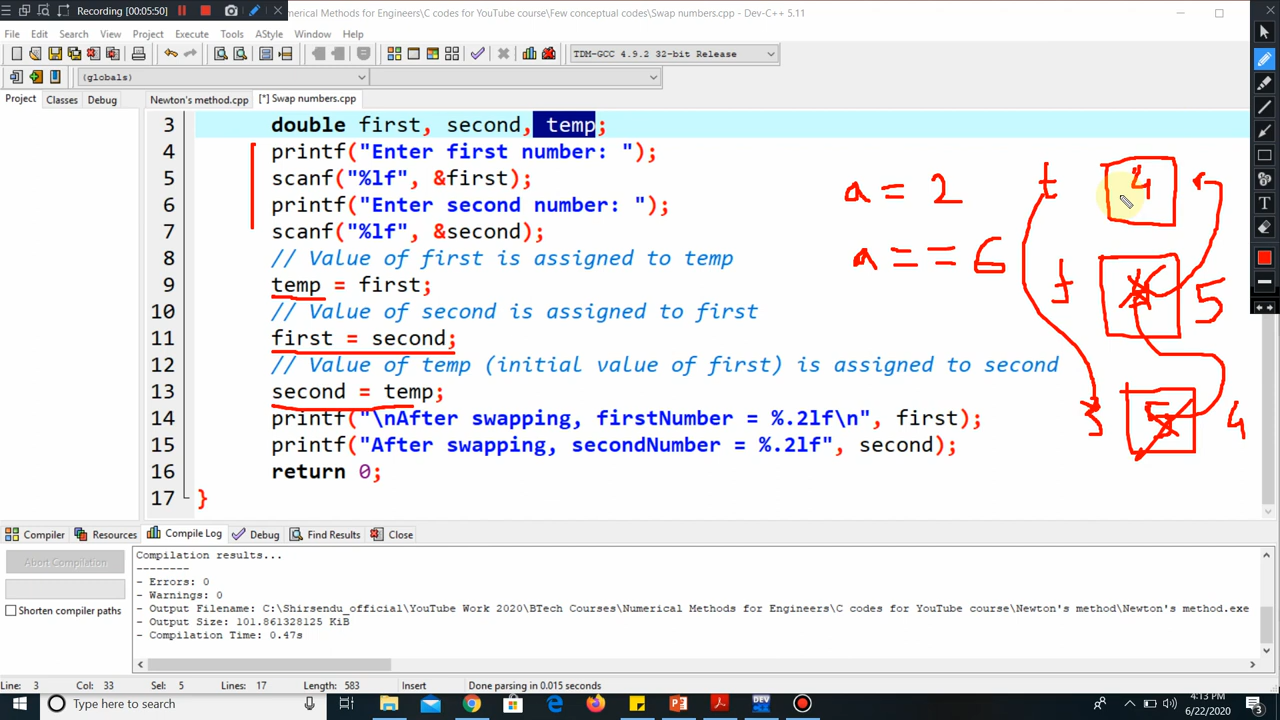 Recording [00:05:50]
Numerical Methods for Engineers\C codes for YouTube course\Few conceptual codes\Swap numbers.cpp - Dev-C++ 5.11
File Edit Search View Project Execute Tools AStyle Window Help
TDM-GCC 4.9.2 32-bit Release
(globals)
Project Classes Debug Newton's method.cpp [*] Swap numbers.cpp
3 double first, second, temp;
4 printf("Enter first number: ");
5 scanf("%lf", &first);
6 printf("Enter second number: ");
7 scanf("%lf", &second);
8 // Value of first is assigned to temp
9 temp = first;
10 // Value of second is assigned to first
11 first = second;
12 // Value of temp (initial value of first) is assigned to second
13 second = temp;
14 printf("\nAfter swapping, firstNumber = %.2lf\n", first);
15 printf("After swapping, secondNumber = %.2lf", second);
16 return 0;
17 }
a = 2
a == 6
t 4
f 5
5 4
Compiler Resources Compile Log Debug Find Results Close
Abort Compilation
Shorten compiler paths
Compilation results...
--------
- Errors: 0
- Warnings: 0
- Output Filename: C:\Shirsendu_official\YouTube Work 2020\BTech Courses\Numerical Methods for Engineers\C codes for YouTube course\Newton's method\Newton's method.exe
- Output Size: 101.861328125 KiB
- Compilation Time: 0.47s
Line: 3 Col: 33 Sel: 5 Lines: 17 Length: 583 Insert Done parsing in 0.015 seconds
Type here to search
DEV
4:13 PM
6/22/2020
3